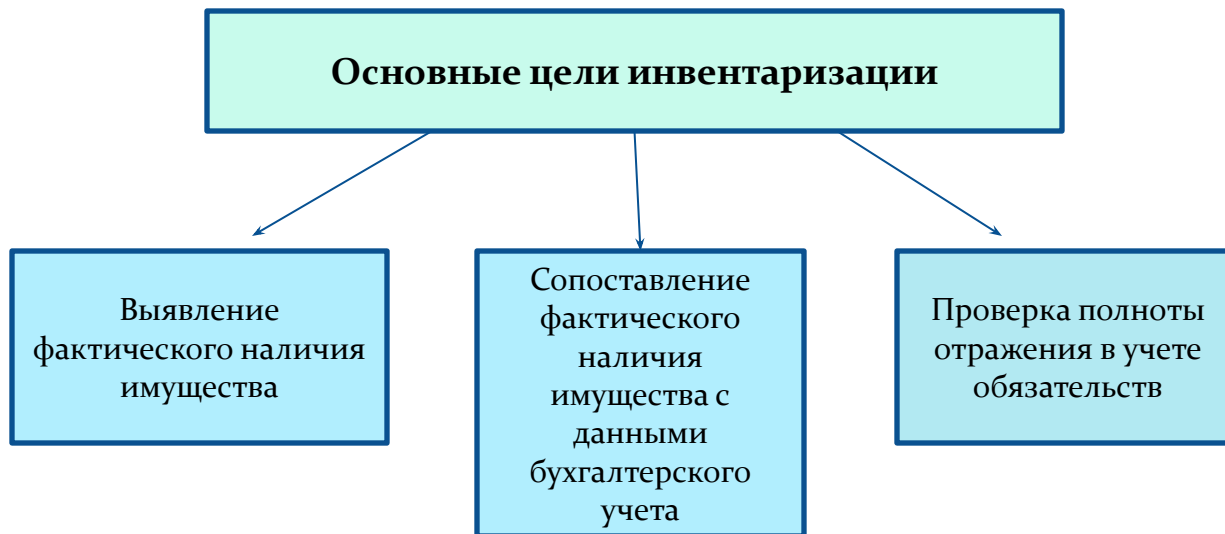 Основные цели инвентаризации
Выявление
фактического наличия
имущества
Сопоставление
фактического
наличия
имущества с
данными
бухгалтерского
учета
Проверка полноты
отражения в учете
обязательств